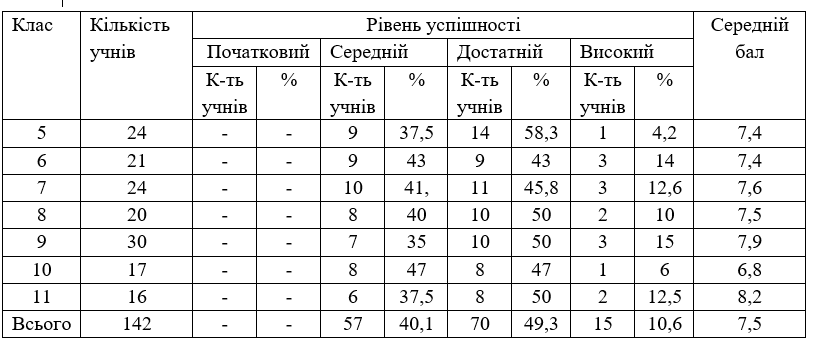 Клас Кількість учнів Рівень успішності Середній бал
Початковий Середній Достатній Високий
К-ть учнів % К-ть учнів % К-ть учнів % К-ть учнів %
5 24 - - 9 37,5 14 58,3 1 4,2 7,4
6 21 - - 9 43 9 43 3 14 7,4
7 24 - - 10 41, 11 45,8 3 12,6 7,6
8 20 - - 8 40 10 50 2 10 7,5
9 30 - - 7 35 10 50 3 15 7,9
10 17 - - 8 47 8 47 1 6 6,8
11 16 - - 6 37,5 8 50 2 12,5 8,2
Всього 142 - - 57 40,1 70 49,3 15 10,6 7,5